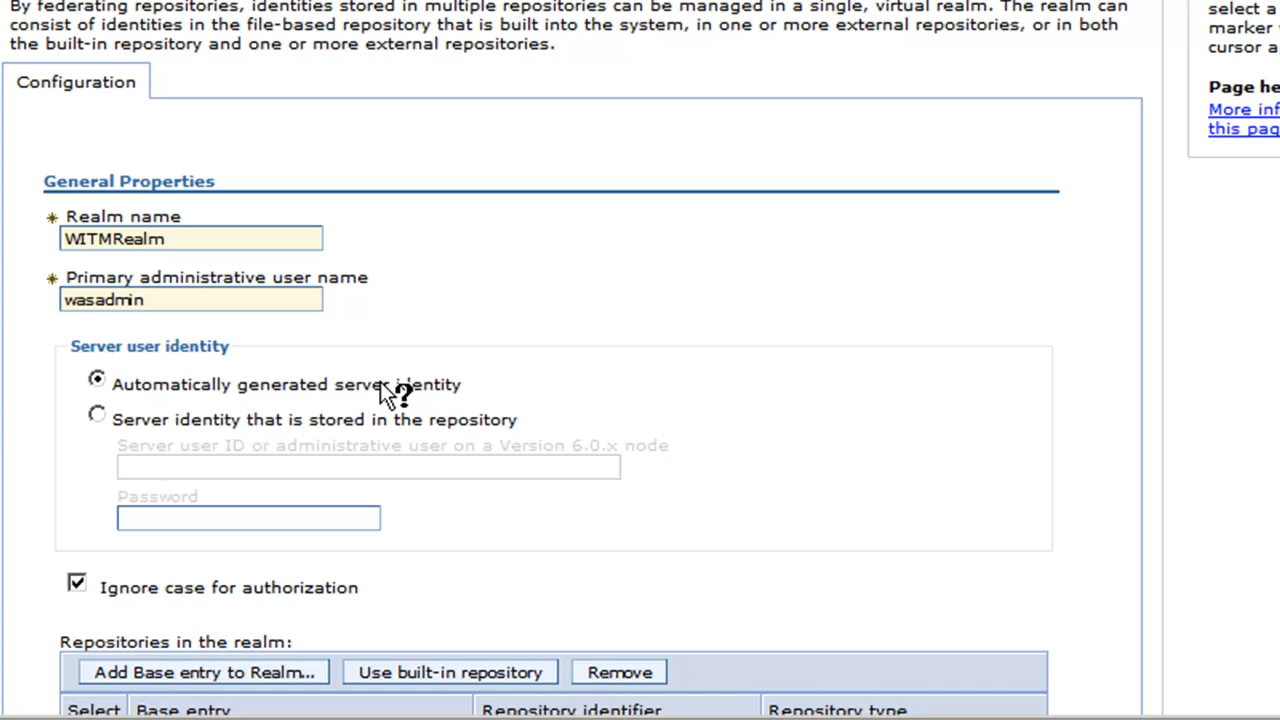 By federating repositories, identities stored in multiple repositories can be managed in a single, virtual realm. The realm can
consist of identities in the file-based repository that is built into the system, in one or more external repositories, or in both
the built-in repository and one or more external repositories.
select a
marker
cursor a
Page he
More inf
this pag
Configuration
General Properties
Realm name
WITMRealm
Primary administrative user name
wasadmin
Server user identity
Automatically generated server identity
Server identity that is stored in the repository
Server user ID or administrative user on a Version 6.0.x node
Password
Ignore case for authorization
Repositories in the realm:
Add Base entry to Realm... Use built-in repository Remove
Select Base entry Repository identifier Repository type